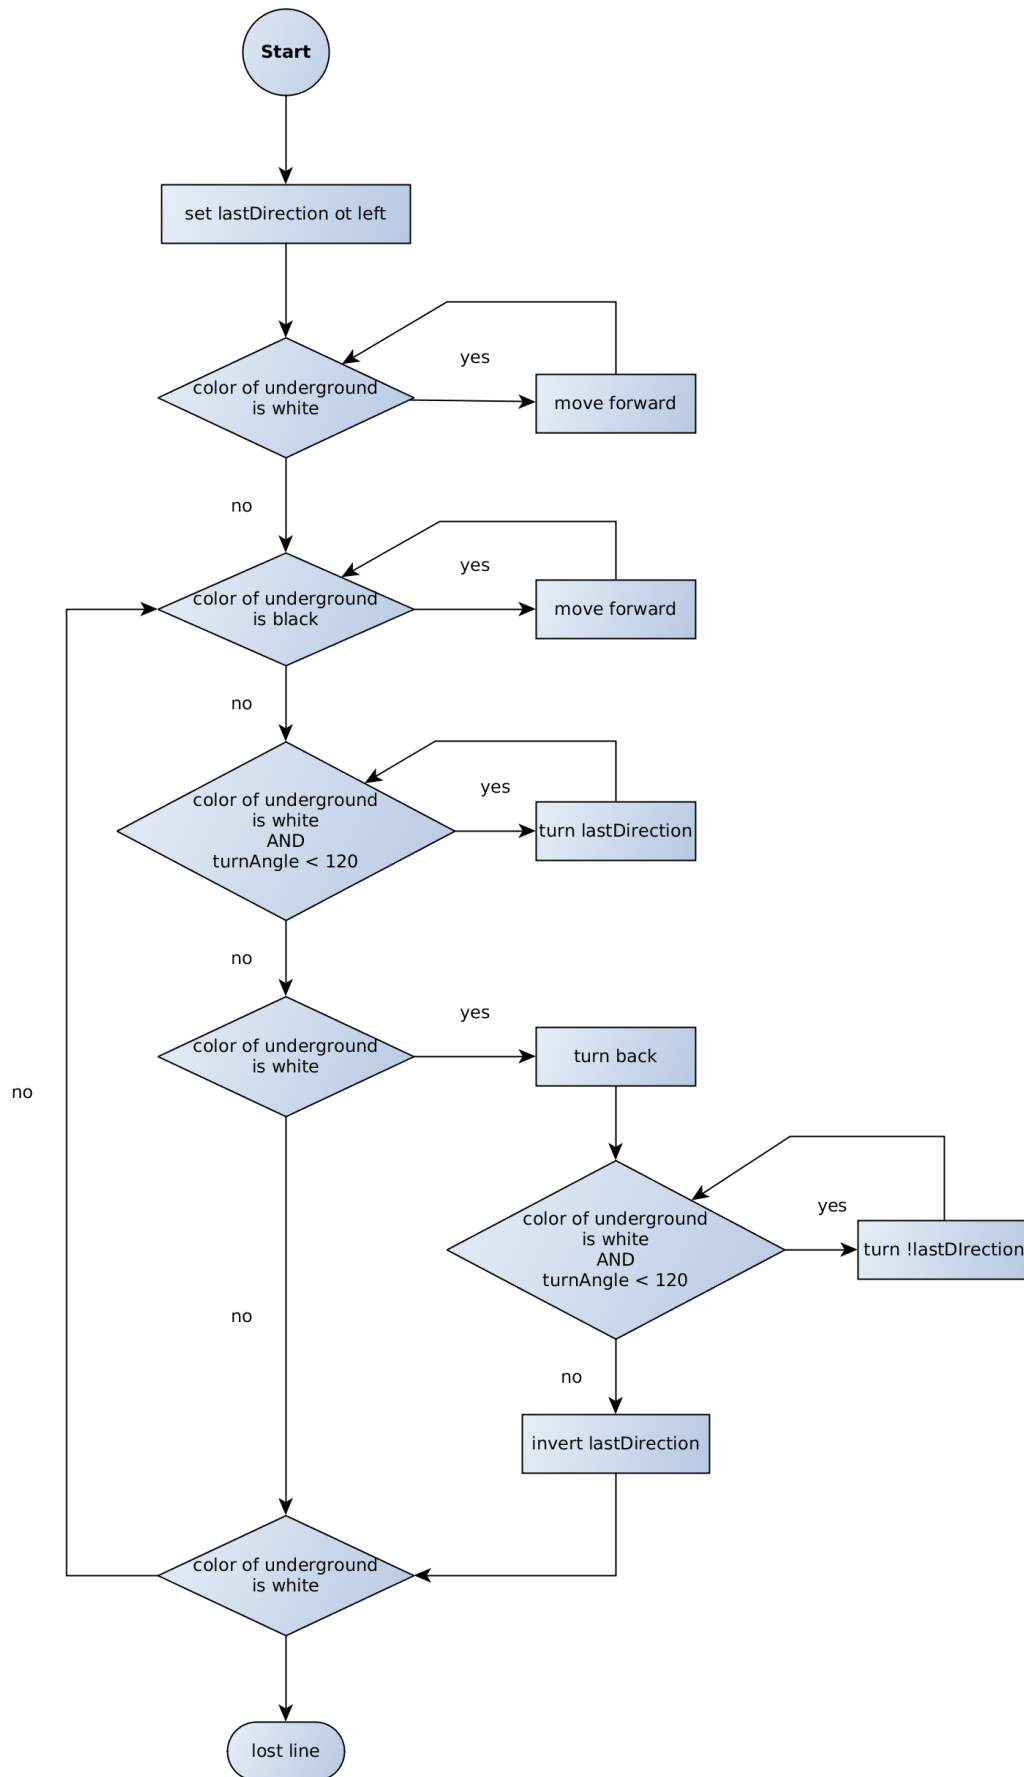 Start
set lastDirection ot left
color of underground
is white
yes
move forward
no
color of underground
is black
yes
move forward
no
color of underground
is white
AND
turnAngle < 120
yes
turn lastDirection
no
color of underground
is white
yes
turn back
no
color of underground
is white
AND
turnAngle < 120
yes
turn !lastDIrection
no
no
invert lastDirection
color of underground
is white
lost line